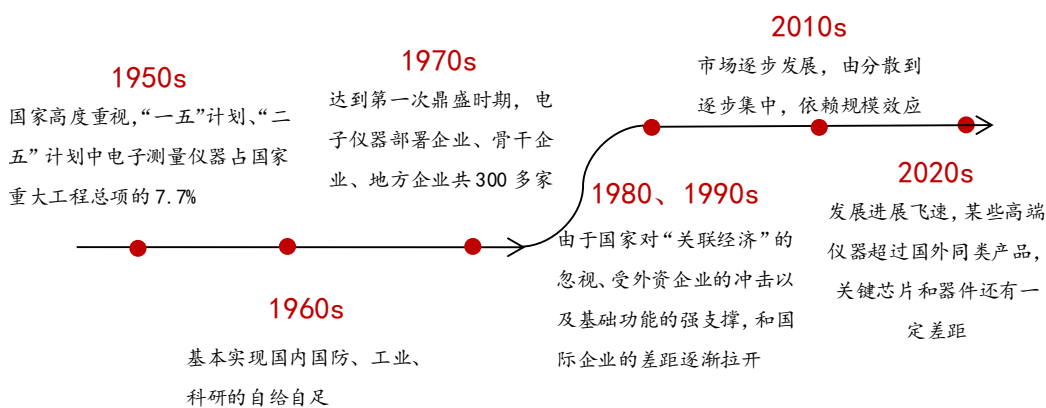 1950s
国家高度重视,“一五”计划、“二
五”计划中电子测量仪器占国家
重大工程总项的7.7%
1960s
基本实现国内国防、工业、
科研的自给自足
1970s
达到第一次鼎盛时期，电
子仪器部署企业、骨干企
业、地方企业共300多家
1980、1990s
由于国家对“关联经济”的
忽视、受外资企业的冲击以
及基础功能的强支撑,和国
际企业的差距逐渐拉开
2010s
市场逐步发展，由分散到
逐步集中，依赖规模效应
2020s
发展进展飞速,某些高端
仪器超过国外同类产品，
关键芯片和器件还有一
定差距